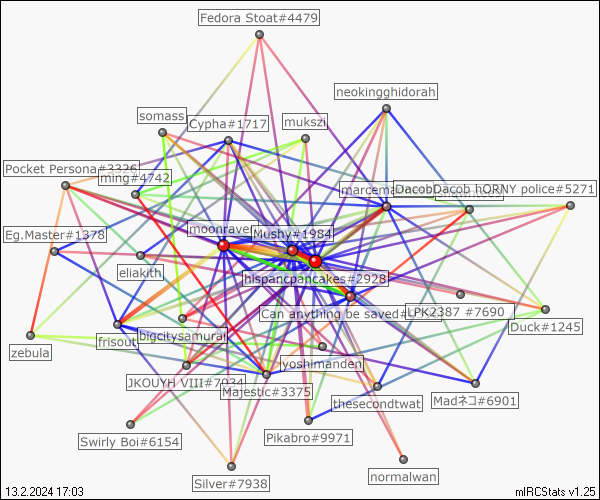 Fedora Stoat#4479
neokingghidorah
somass
Cypha#1717
mukszi
Pocket Persona#3326
ming#4742
DacobDacob hORNY police#5271
moonrave
Mushy#1984
Eg.Master#1378
eliakith
hispancpancakes#2928
Can anything be saved#
LPK2387 #7690
Duck#1245
bigcitysamurai
frisout
zebula
yoshimanden
JKOUYH VIII#7934
Majestic#3375
thesecondtwat
Madネコ#6901
Swirly Boi#6154
Pikabro#9971
normalwan
Silver#7938
13.2.2024 17:03
mIRCStats v1.25